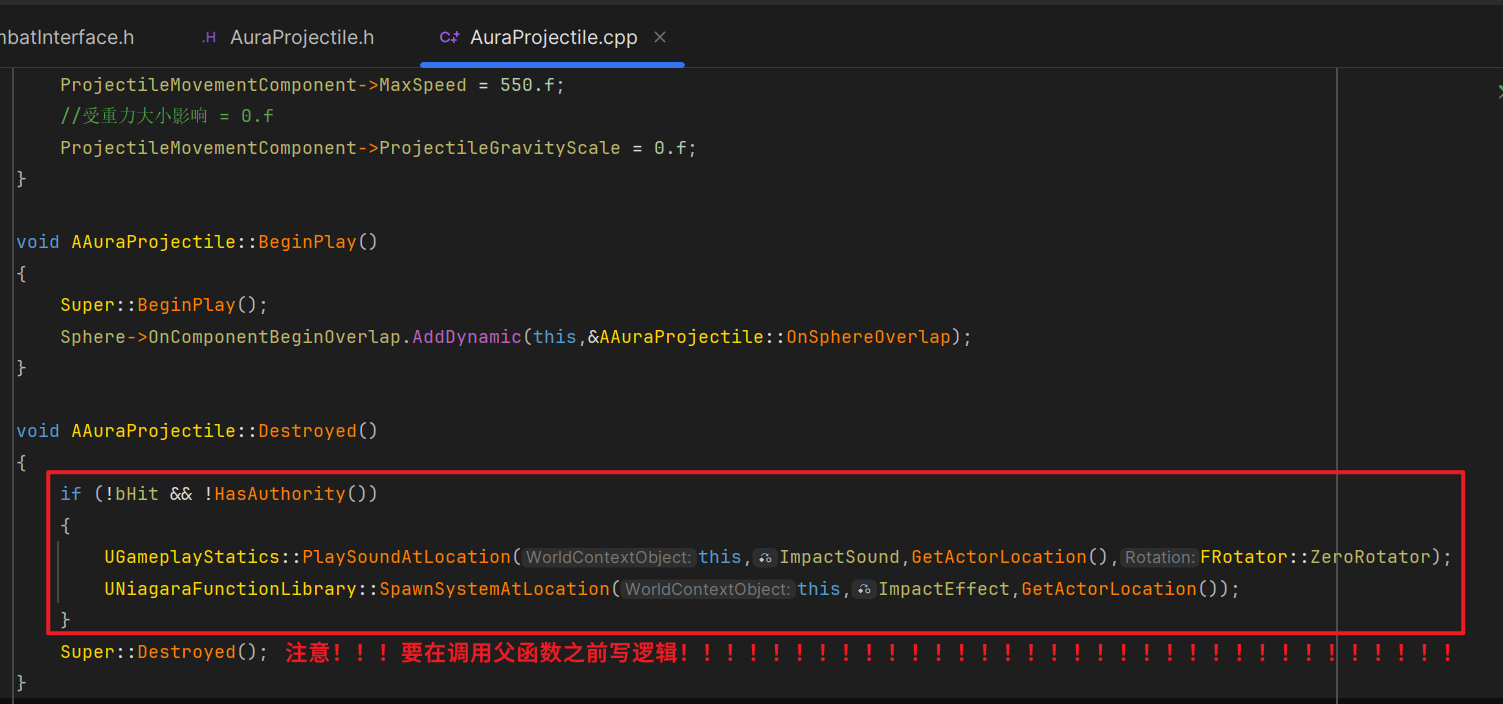 mbatInterface.h .H AuraProjectile.h C++ AuraProjectile.cpp ×
ProjectileMovementComponent->MaxSpeed = 550.f;
//受重力大小影响 = 0.f
ProjectileMovementComponent->ProjectileGravityScale = 0.f;
}
void AAuraProjectile::BeginPlay()
{
Super::BeginPlay();
Sphere->OnComponentBeginOverlap.AddDynamic(this,&AAuraProjectile::OnSphereOverlap);
}
void AAuraProjectile::Destroyed()
{
if (!bHit && !HasAuthority())
{
UGameplayStatics::PlaySoundAtLocation(WorldContextObject:this,ImpactSound,GetActorLocation(),Rotation:FRotator::ZeroRotator);
UNiagaraFunctionLibrary::SpawnSystemAtLocation(WorldContextObject:this,ImpactEffect,GetActorLocation());
}
Super::Destroyed(); 注意！！！要在调用父函数之前写逻辑！！！！！！！！！！！！！！！！！！！！！！！！！！！！！！！！！！
}